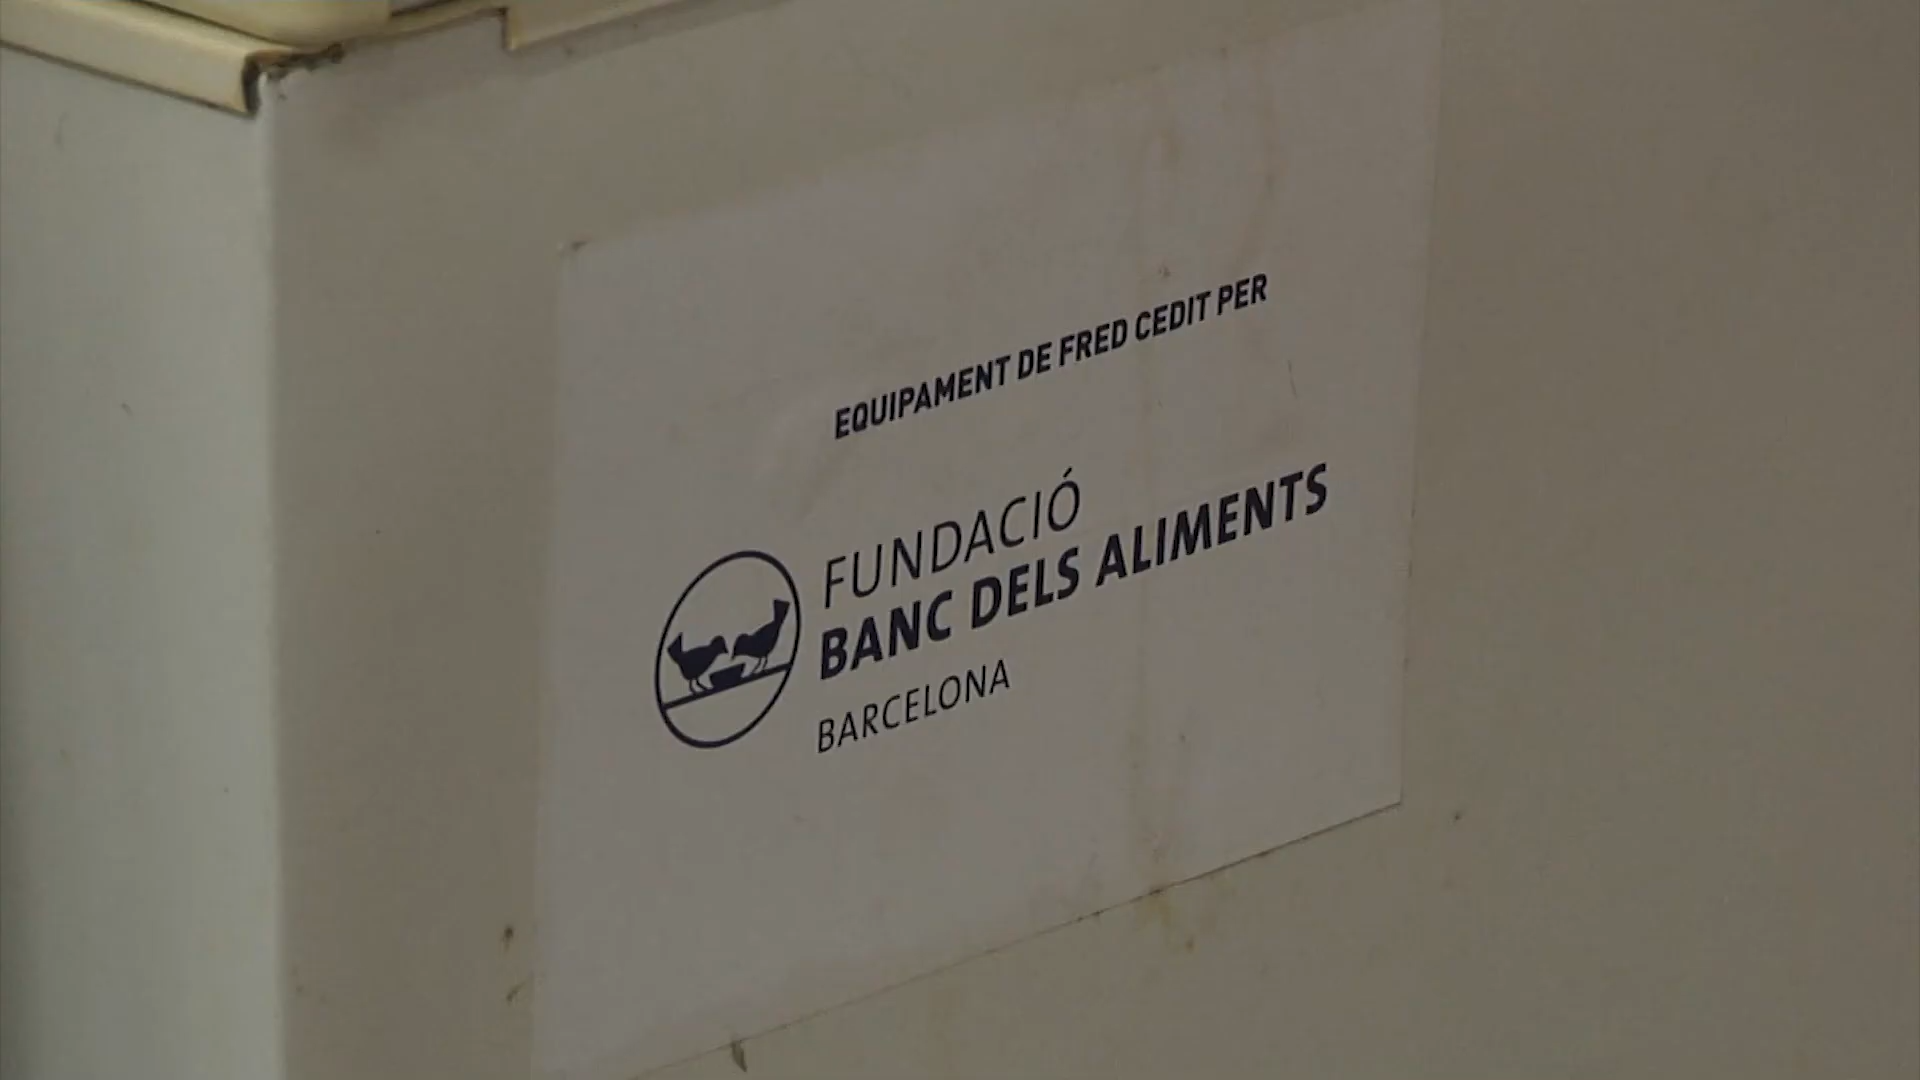 EQUIPAMENT DE FRED CEDIT PER
FUNDACIÓ
BANC DELS ALIMENTS
BARCELONA